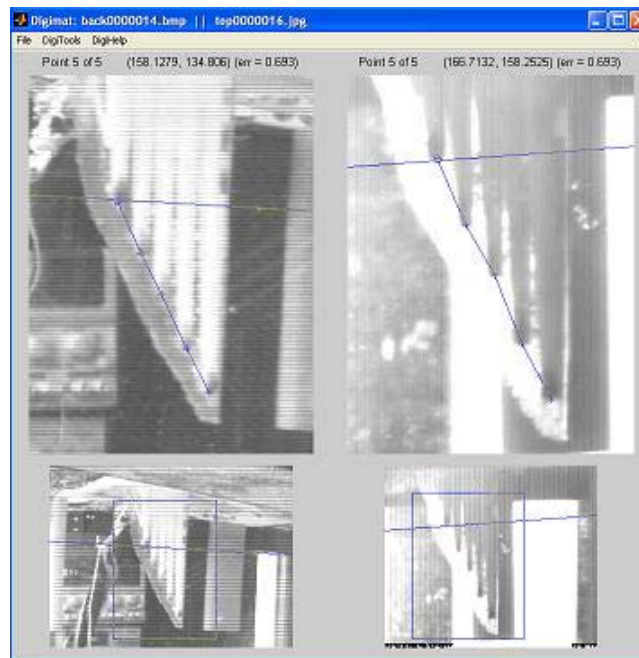 Digimat: back0000014.bmp || top0000016.jpg
File DigiTools DigiHelp
Point 5 of 5 (158.1279, 134.806) (err = 0.693) Point 5 of 5 (166.7132, 158.2525) (err = 0.693)